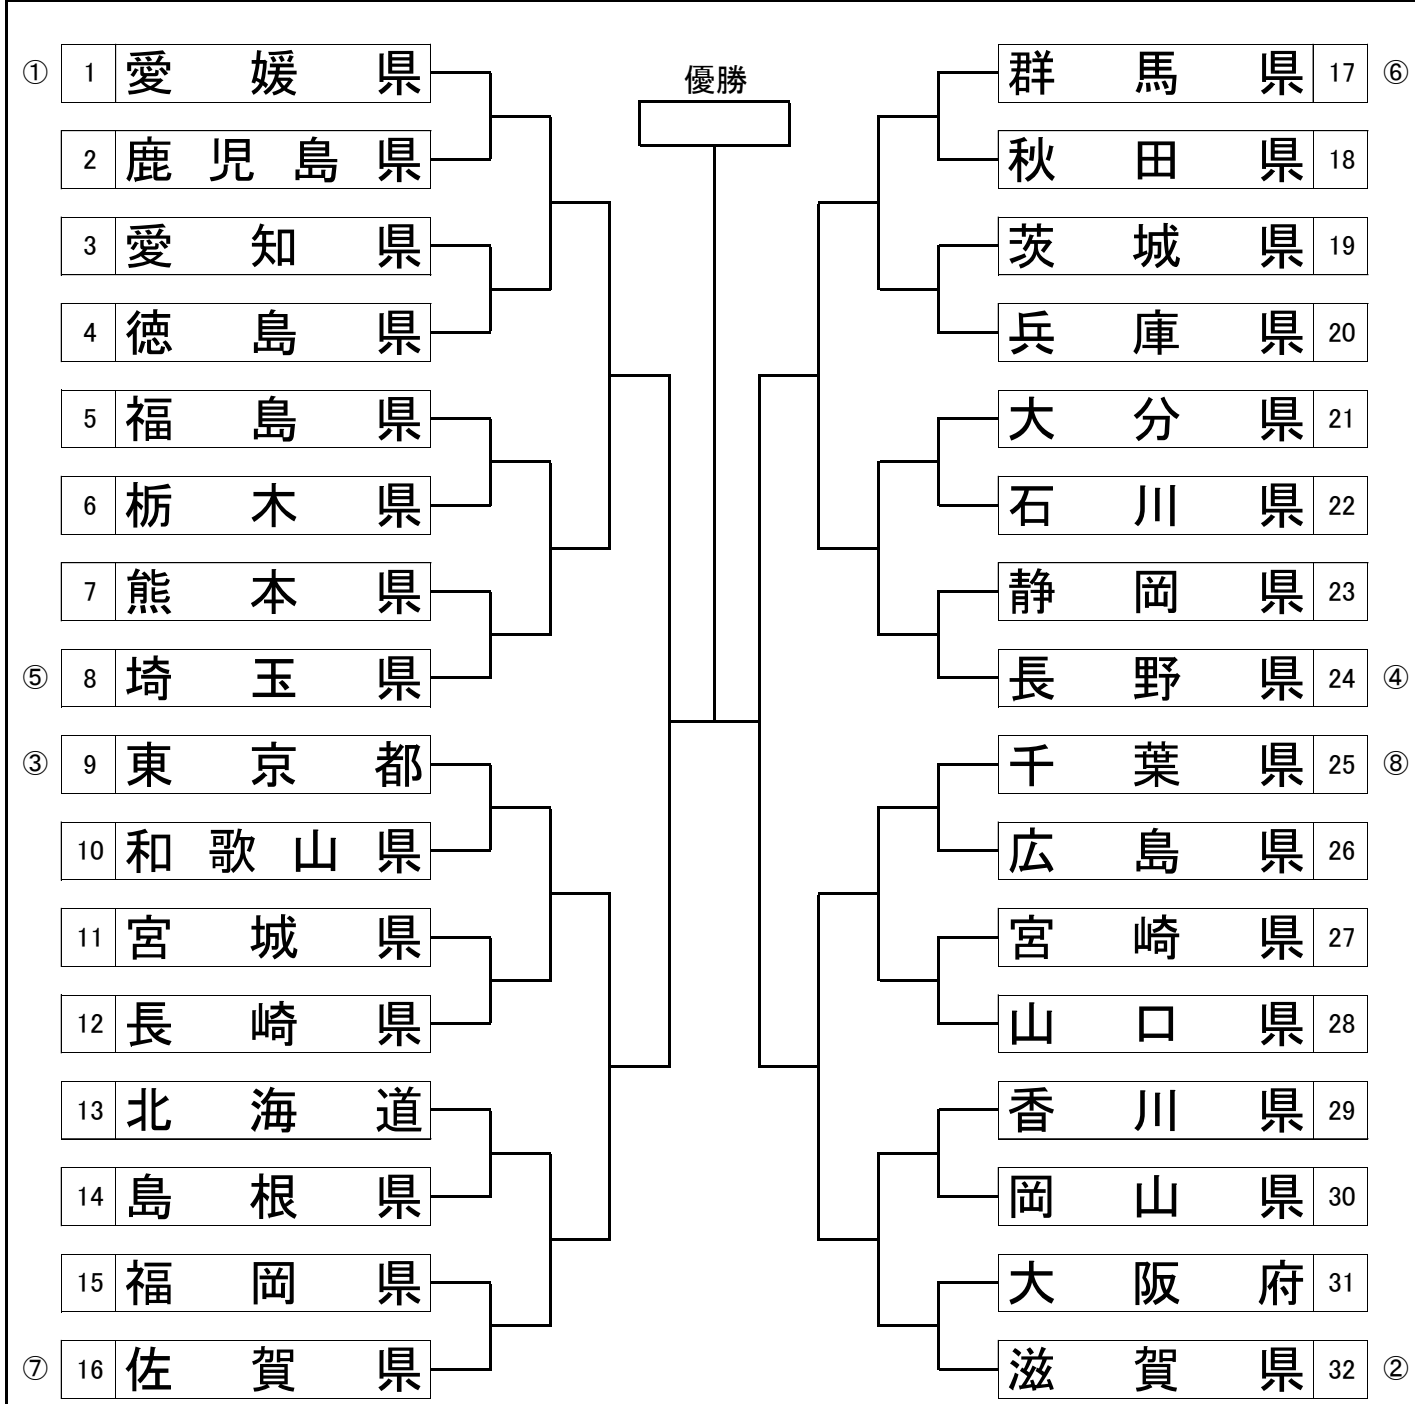 優勝
① 1 愛媛県
2 鹿児島県
3 愛知県
4 徳島県
5 福島県
6 栃木県
7 熊本県
⑤ 8 埼玉県
③ 9 東京都
10 和歌山県
11 宮城県
12 長崎県
13 北海道
14 島根県
15 福岡県
⑦ 16 佐賀県
群馬県 17 ⑥
秋田県 18
茨城県 19
兵庫県 20
大分県 21
石川県 22
静岡県 23
長野県 24 ④
千葉県 25 ⑧
広島県 26
宮崎県 27
山口県 28
香川県 29
岡山県 30
大阪府 31
滋賀県 32 ②